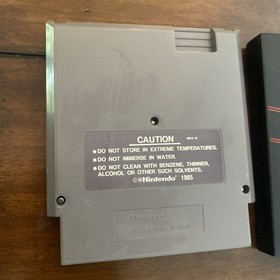 CAUTION
REV-A
● DO NOT STORE IN EXTREME TEMPERATURES.
● DO NOT IMMERSE IN WATER.
● DO NOT CLEAN WITH BENZENE, THINNER,
ALCOHOL OR OTHER SUCH SOLVENTS.
©®Nintendo® 1985
Nintendo